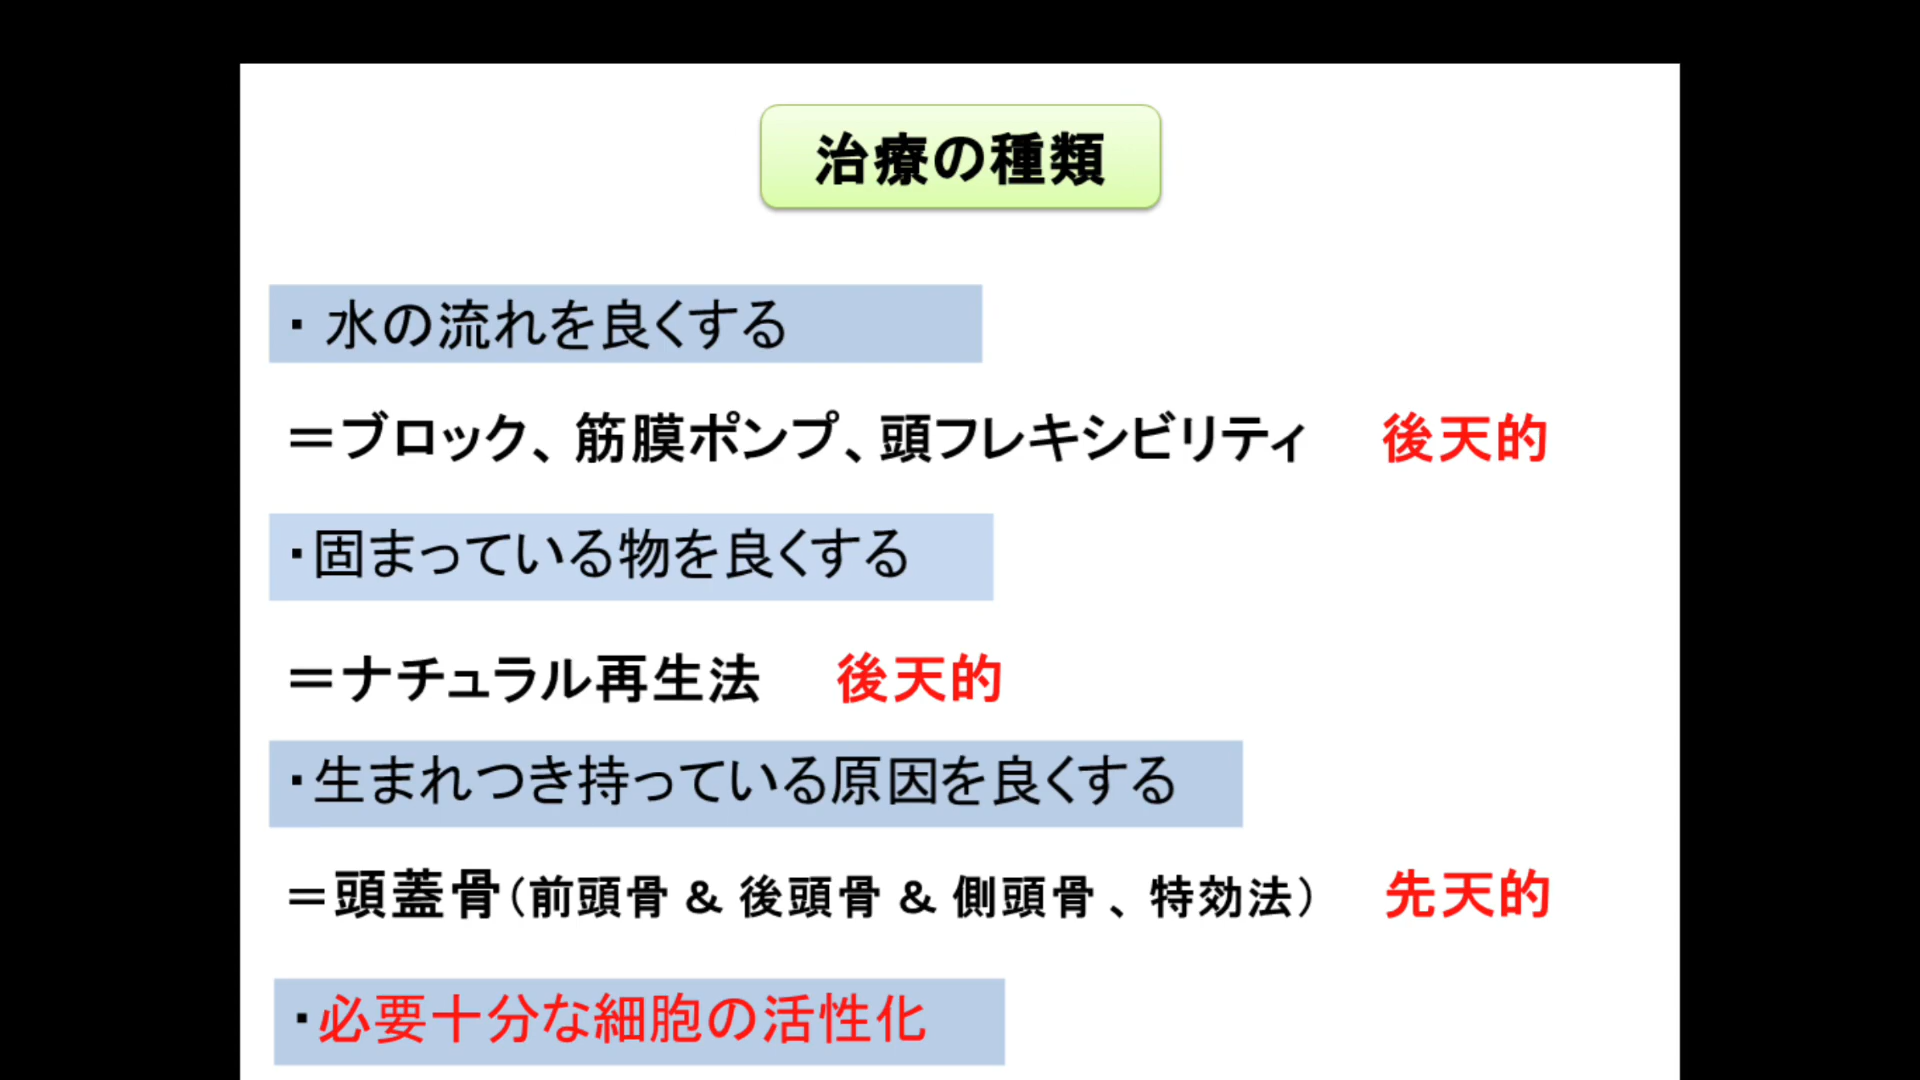 治療の種類
・ 水の流れを良くする
＝ブロック、筋膜ポンプ、頭フレキシビリティ　後天的
・固まっている物を良くする
＝ナチュラル再生法　後天的
・生まれつき持っている原因を良くする
＝頭蓋骨（前頭骨 & 後頭骨 & 側頭骨 、特効法）　先天的
・必要十分な細胞の活性化